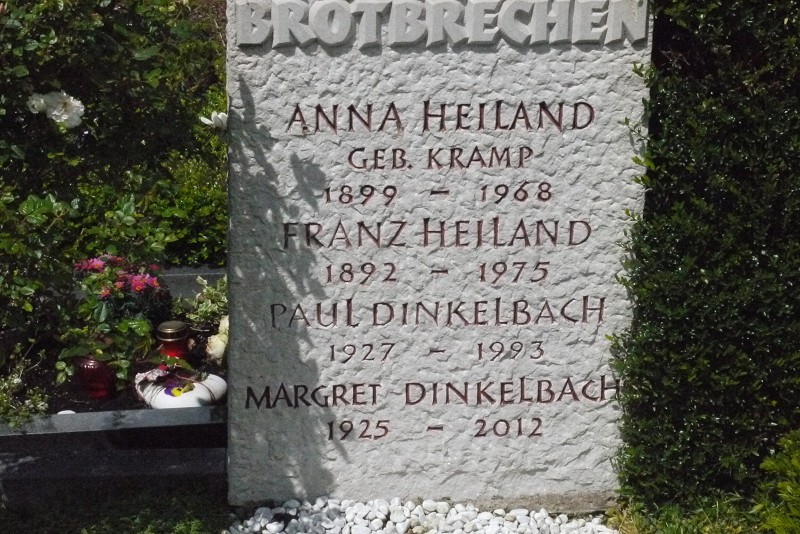 BROTBRECHEN
ANNA HEILAND
GEB. KRAMP
1899 – 1968
FRANZ HEILAND
1892 – 1975
PAUL DINKELBACH
1927 – 1993
MARGRET DINKELBACH
1925 – 2012